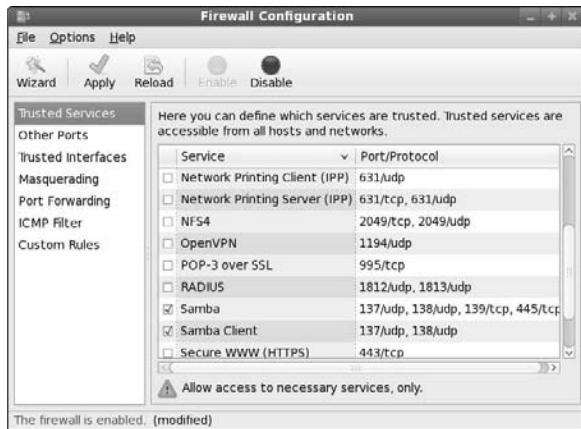 Firewall Configuration
File Options Help
Wizard Apply Reload Enable Disable
Trusted Services
Other Ports
Trusted Interfaces
Masquerading
Port Forwarding
ICMP Filter
Custom Rules
Here you can define which services are trusted. Trusted services are
accessible from all hosts and networks.
Service Port/Protocol
Network Printing Client (IPP) 631/udp
Network Printing Server (IPP) 631/tcp, 631/udp
NFS4 2049/tcp, 2049/udp
OpenVPN 1194/udp
POP-3 over SSL 995/tcp
RADIUS 1812/udp, 1813/udp
Samba 137/udp, 138/udp, 139/tcp, 445/tcp
Samba Client 137/udp, 138/udp
Secure WWW (HTTPS) 443/tcp
Allow access to necessary services, only.
The firewall is enabled. (modified)